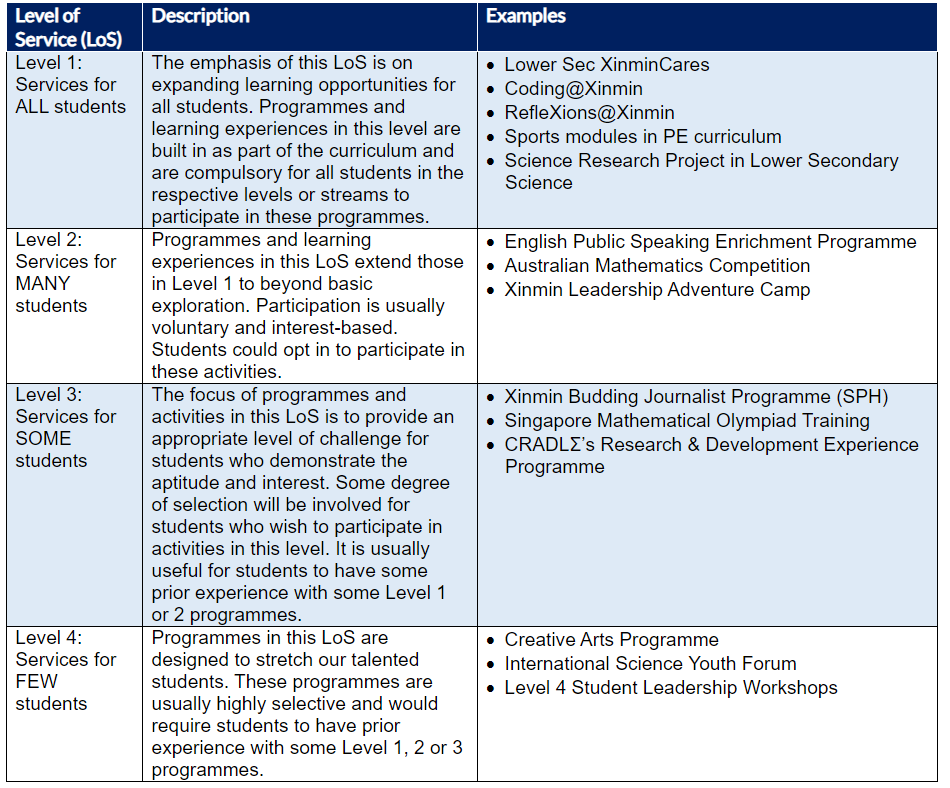 Level of
Service (LoS)
Description
Examples
Level 1:
Services for
ALL students
The emphasis of this LoS is on
expanding learning opportunities for
all students. Programmes and
learning experiences in this level are
built in as part of the curriculum and
are compulsory for all students in the
respective levels or streams to
participate in these programmes.
• Lower Sec XinminCares
• Coding@Xinmin
• RefleXions@Xinmin
• Sports modules in PE curriculum
• Science Research Project in Lower Secondary
Science
Level 2:
Services for
MANY
students
Programmes and learning
experiences in this LoS extend those
in Level 1 to beyond basic
exploration. Participation is usually
voluntary and interest-based.
Students could opt in to participate in
these activities.
• English Public Speaking Enrichment Programme
• Australian Mathematics Competition
• Xinmin Leadership Adventure Camp
Level 3:
Services for
SOME
students
The focus of programmes and
activities in this LoS is to provide an
appropriate level of challenge for
students who demonstrate the
aptitude and interest. Some degree
of selection will be involved for
students who wish to participate in
activities in this level. It is usually
useful for students to have some
prior experience with some Level 1
or 2 programmes.
• Xinmin Budding Journalist Programme (SPH)
• Singapore Mathematical Olympiad Training
• CRADLΣ’s Research & Development Experience
Programme
Level 4:
Services for
FEW
students
Programmes in this LoS are
designed to stretch our talented
students. These programmes are
usually highly selective and would
require students to have prior
experience with some Level 1, 2 or 3
programmes.
• Creative Arts Programme
• International Science Youth Forum
• Level 4 Student Leadership Workshops